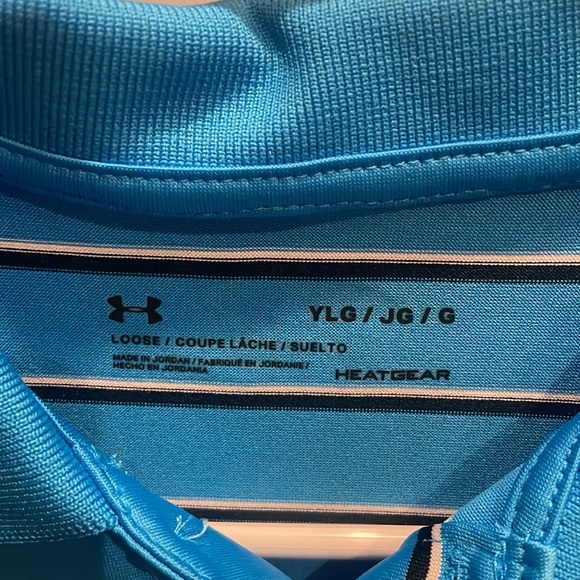 YLG / JG / G
LOOSE / COUPE LÂCHE / SUELTO
MADE IN JORDAN / FABRIQUÉ EN JORDANIE /
HECHO EN JORDANIA
HEATGEAR